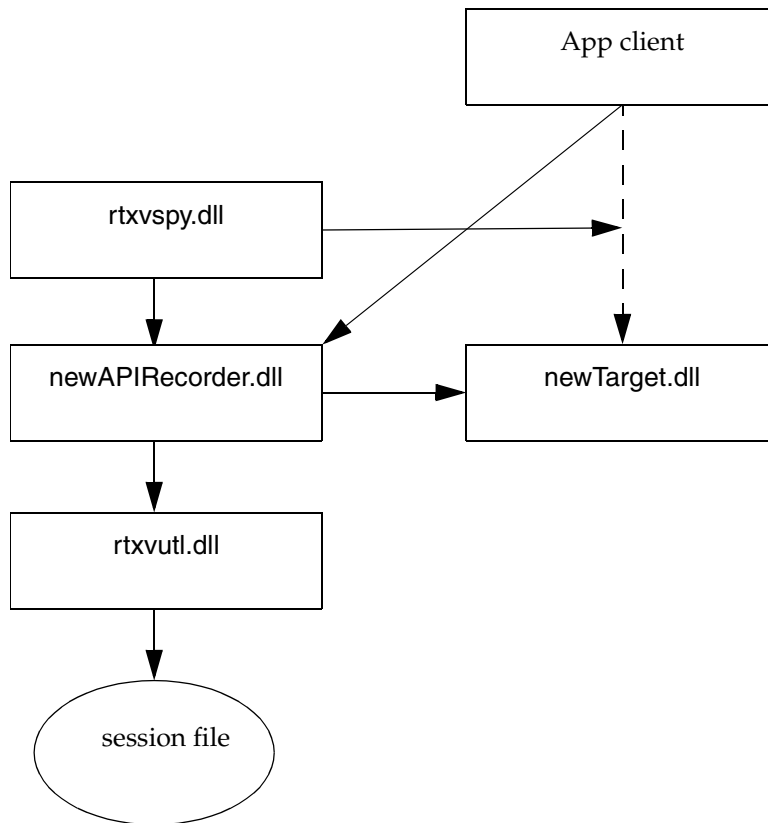 App client
rtxvspy.dll
newAPIRecorder.dll
newTarget.dll
rtxvutl.dll
session file